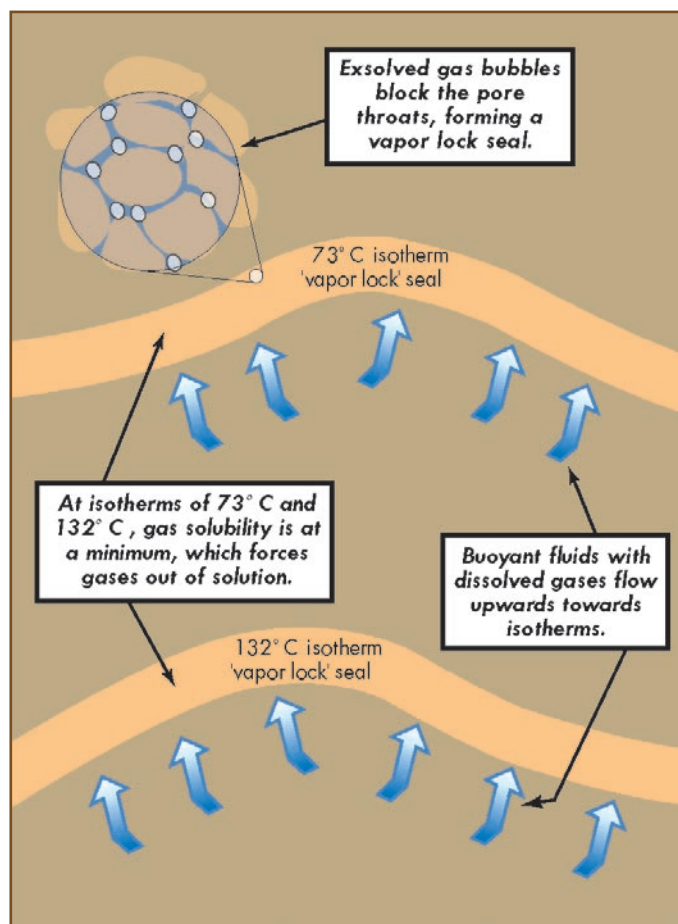 Exsolved gas bubbles
block the pore
throats, forming a
vapor lock seal.
73° C isotherm
'vapor lock' seal
At isotherms of 73° C and
132° C , gas solubility is at
a minimum, which forces
gases out of solution.
Buoyant fluids with
dissolved gases flow
upwards towards
isotherms.
132° C isotherm
'vapor lock' seal